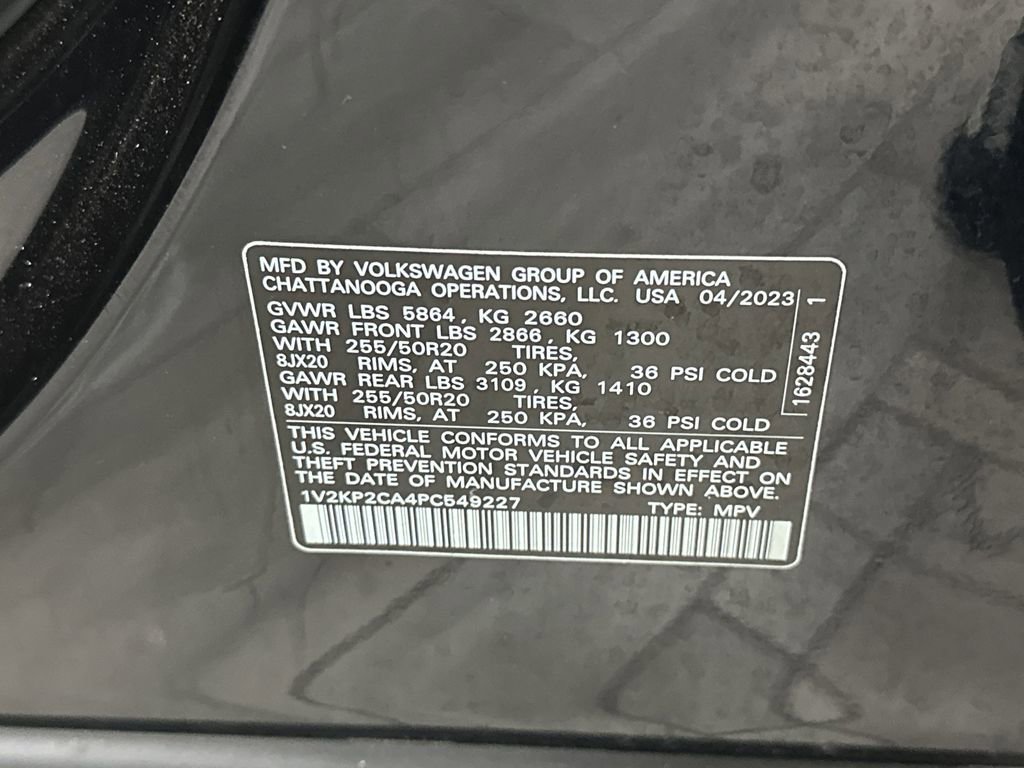 MFD BY VOLKSWAGEN GROUP OF AMERICA
CHATTANOOGA OPERATIONS, LLC. USA 04/2023
GVWR LBS 5864, KG 2660
GAWR FRONT LBS 2866, KG 1300
WITH 255/50R20 TIRES,
8JX20 RIMS, AT 250 KPA, 36 PSI COLD
GAWR REAR LBS 3109, KG 1410
WITH 255/50R20 TIRES,
8JX20 RIMS, AT 250 KPA, 36 PSI COLD
1628443 1
THIS VEHICLE CONFORMS TO ALL APPLICABLE
U.S. FEDERAL MOTOR VEHICLE SAFETY AND
THEFT PREVENTION STANDARDS IN EFFECT ON
THE DATE OF MANUFACTURE SHOWN ABOVE.
1V2KP2CA4PC549227 TYPE: MPV